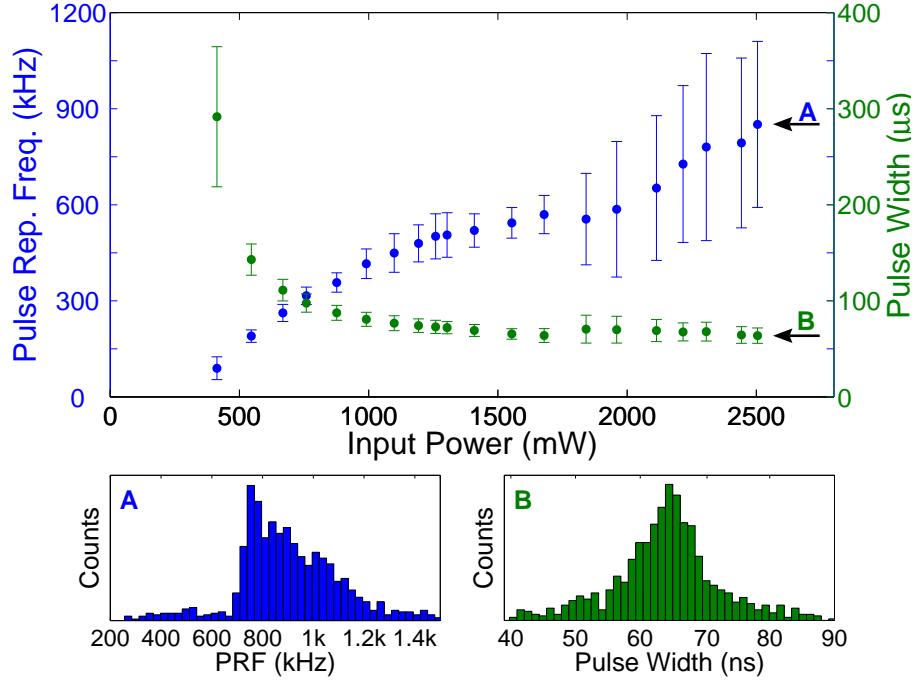 1200
900
600
300
0
Pulse Rep. Freq. (kHz)
400
300
200
100
0
Pulse Width (μs)
A
B
0 500 1000 1500 2000 2500
Input Power (mW)
A
Counts
200 400 600 800 1k 1.2k 1.4k
PRF (kHz)
B
Counts
40 50 60 70 80 90
Pulse Width (ns)